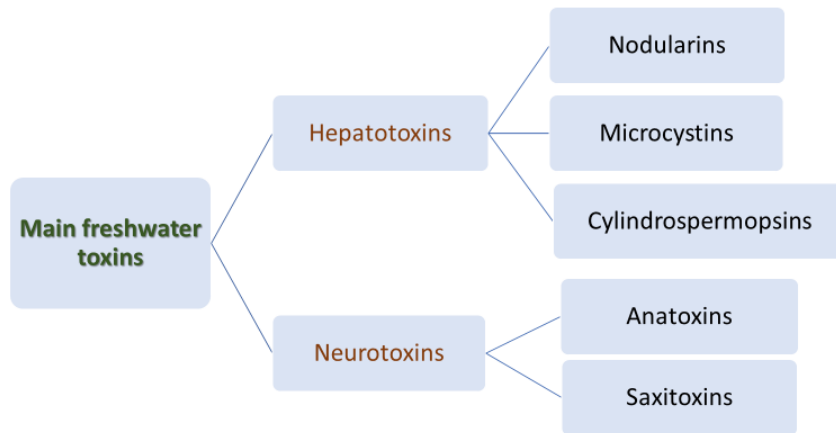 Main freshwater
toxins
Hepatotoxins
Nodularins
Microcystins
Cylindrospermopsins
Neurotoxins
Anatoxins
Saxitoxins